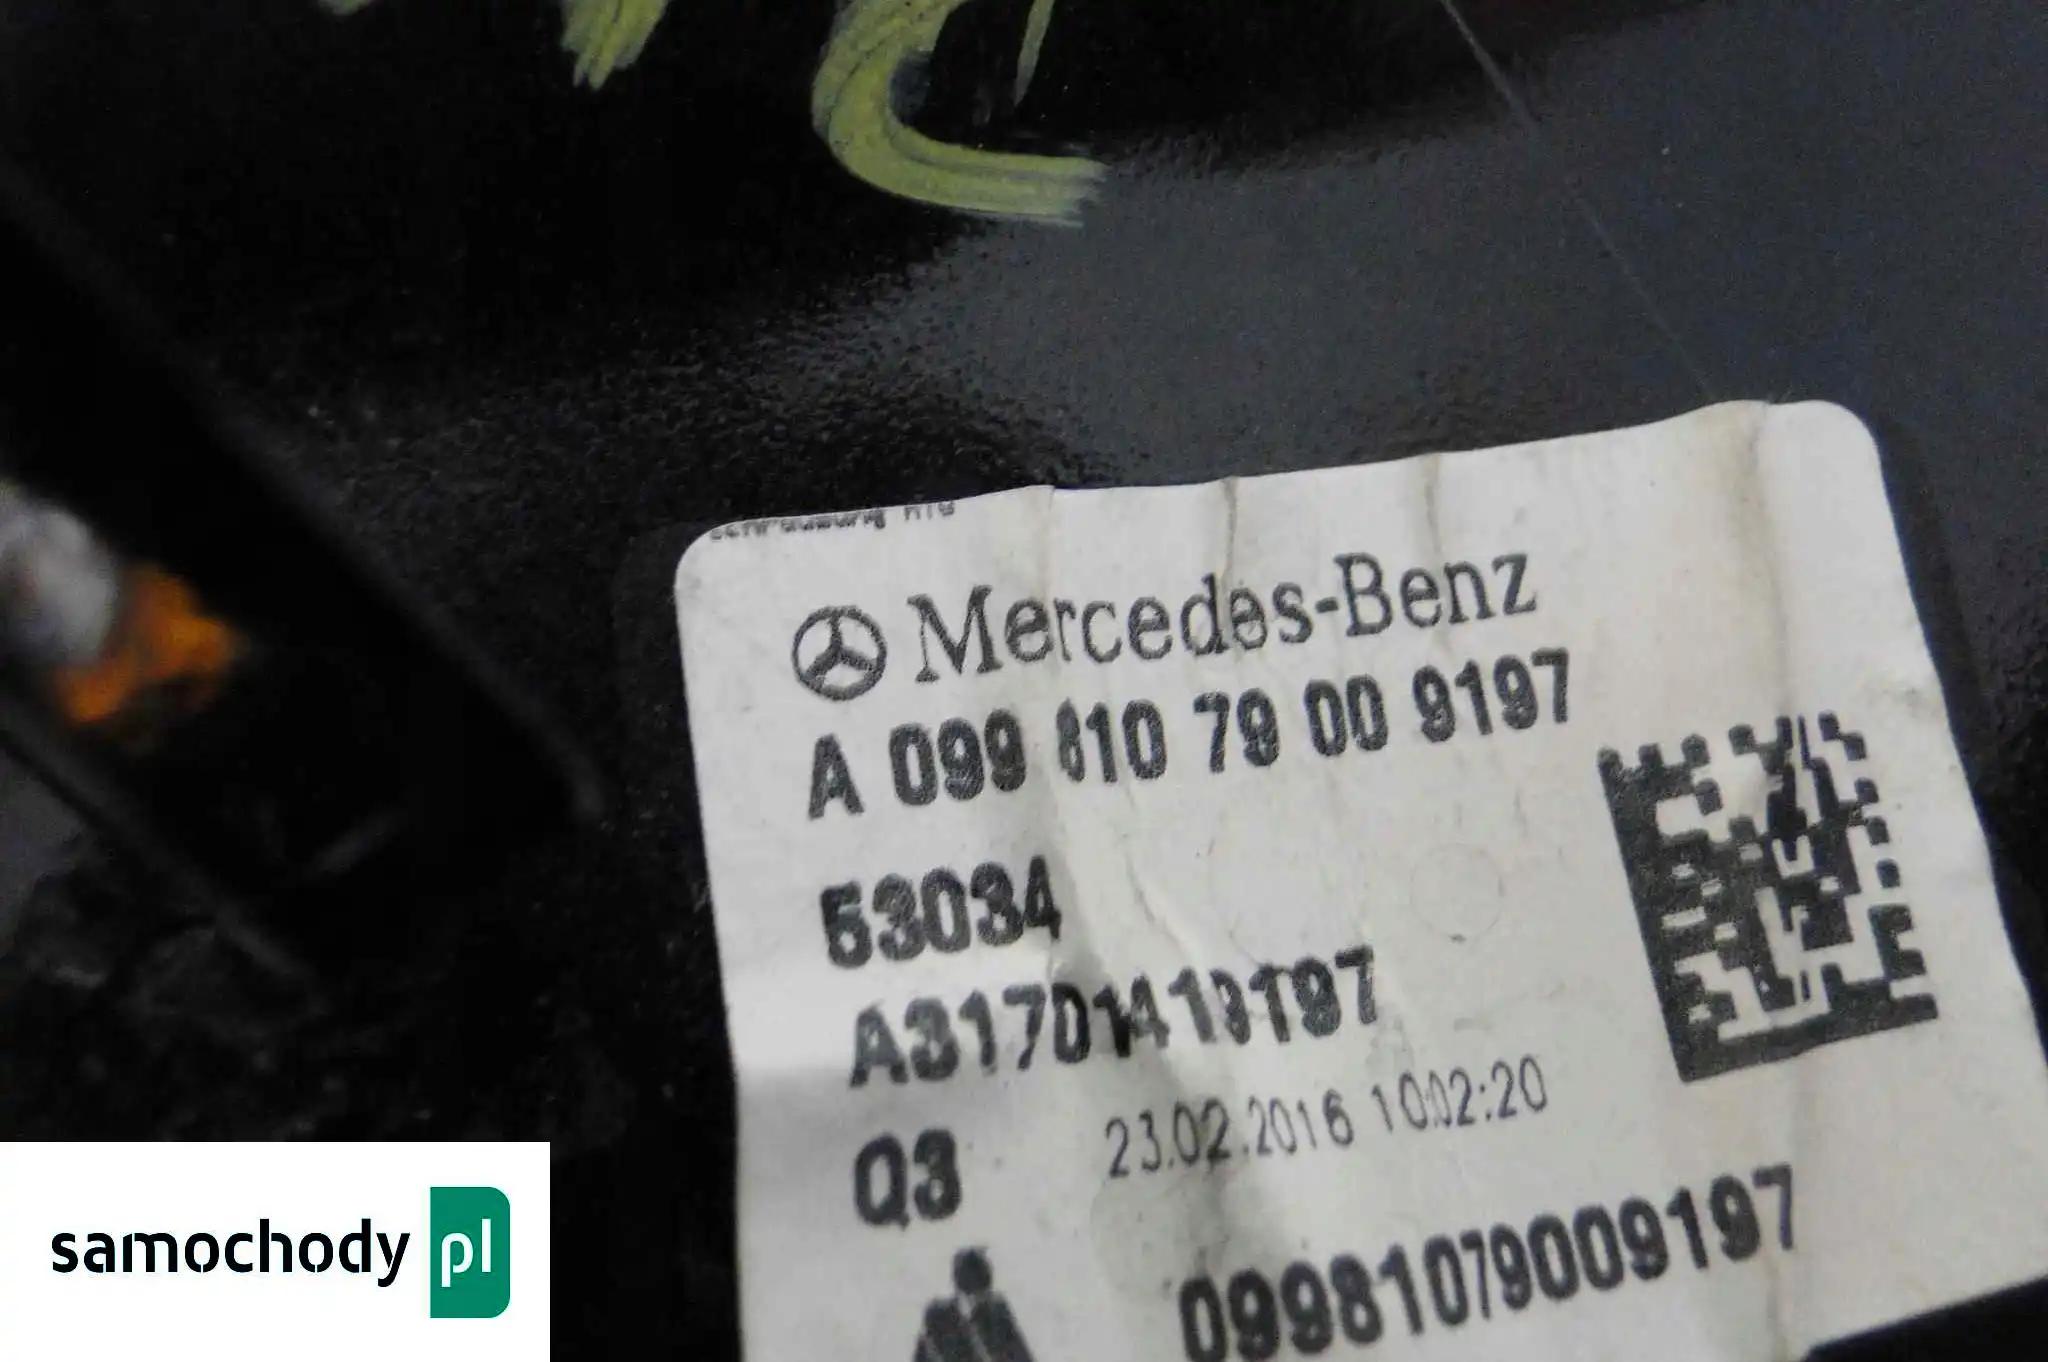 Mercedes-Benz
A 099 810 79 00 9197
53034
A31701419197
Q3 23.02.2016 10:02:20
09981079009197
samochody pl